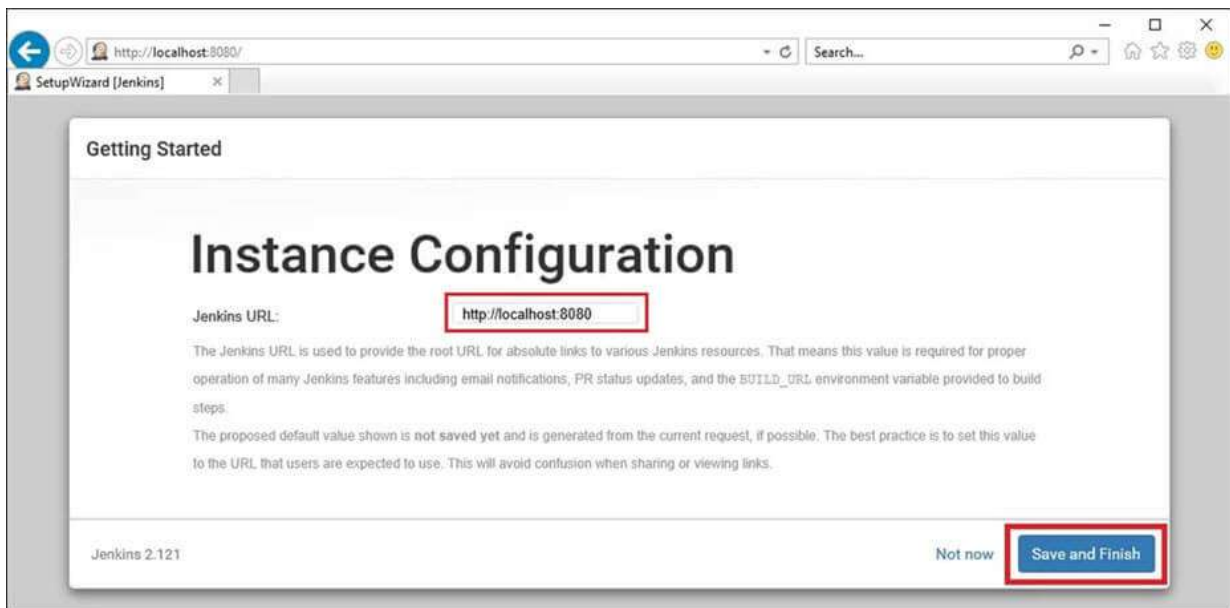 http://localhost:8080/
Search...
SetupWizard [Jenkins]
Getting Started
Instance Configuration
Jenkins URL:
http://localhost:8080
The Jenkins URL is used to provide the root URL for absolute links to various Jenkins resources. That means this value is required for proper
operation of many Jenkins features including email notifications, PR status updates, and the BUILD_URL environment variable provided to build
steps.
The proposed default value shown is not saved yet and is generated from the current request, if possible. The best practice is to set this value
to the URL that users are expected to use. This will avoid confusion when sharing or viewing links.
Jenkins 2.121
Not now
Save and Finish